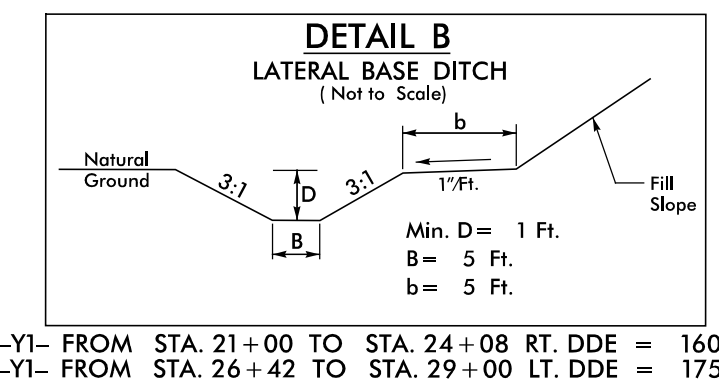 DETAIL B
LATERAL BASE DITCH
( Not to Scale)
b
Natural
Ground
3:1
D
3:1
1"/Ft.
Fill
Slope
B
Min. D= 1 Ft.
B= 5 Ft.
b= 5 Ft.
–Y1– FROM STA. 21+00 TO STA. 24+08 RT. DDE = 160
–Y1– FROM STA. 26+42 TO STA. 29+00 LT. DDE = 175